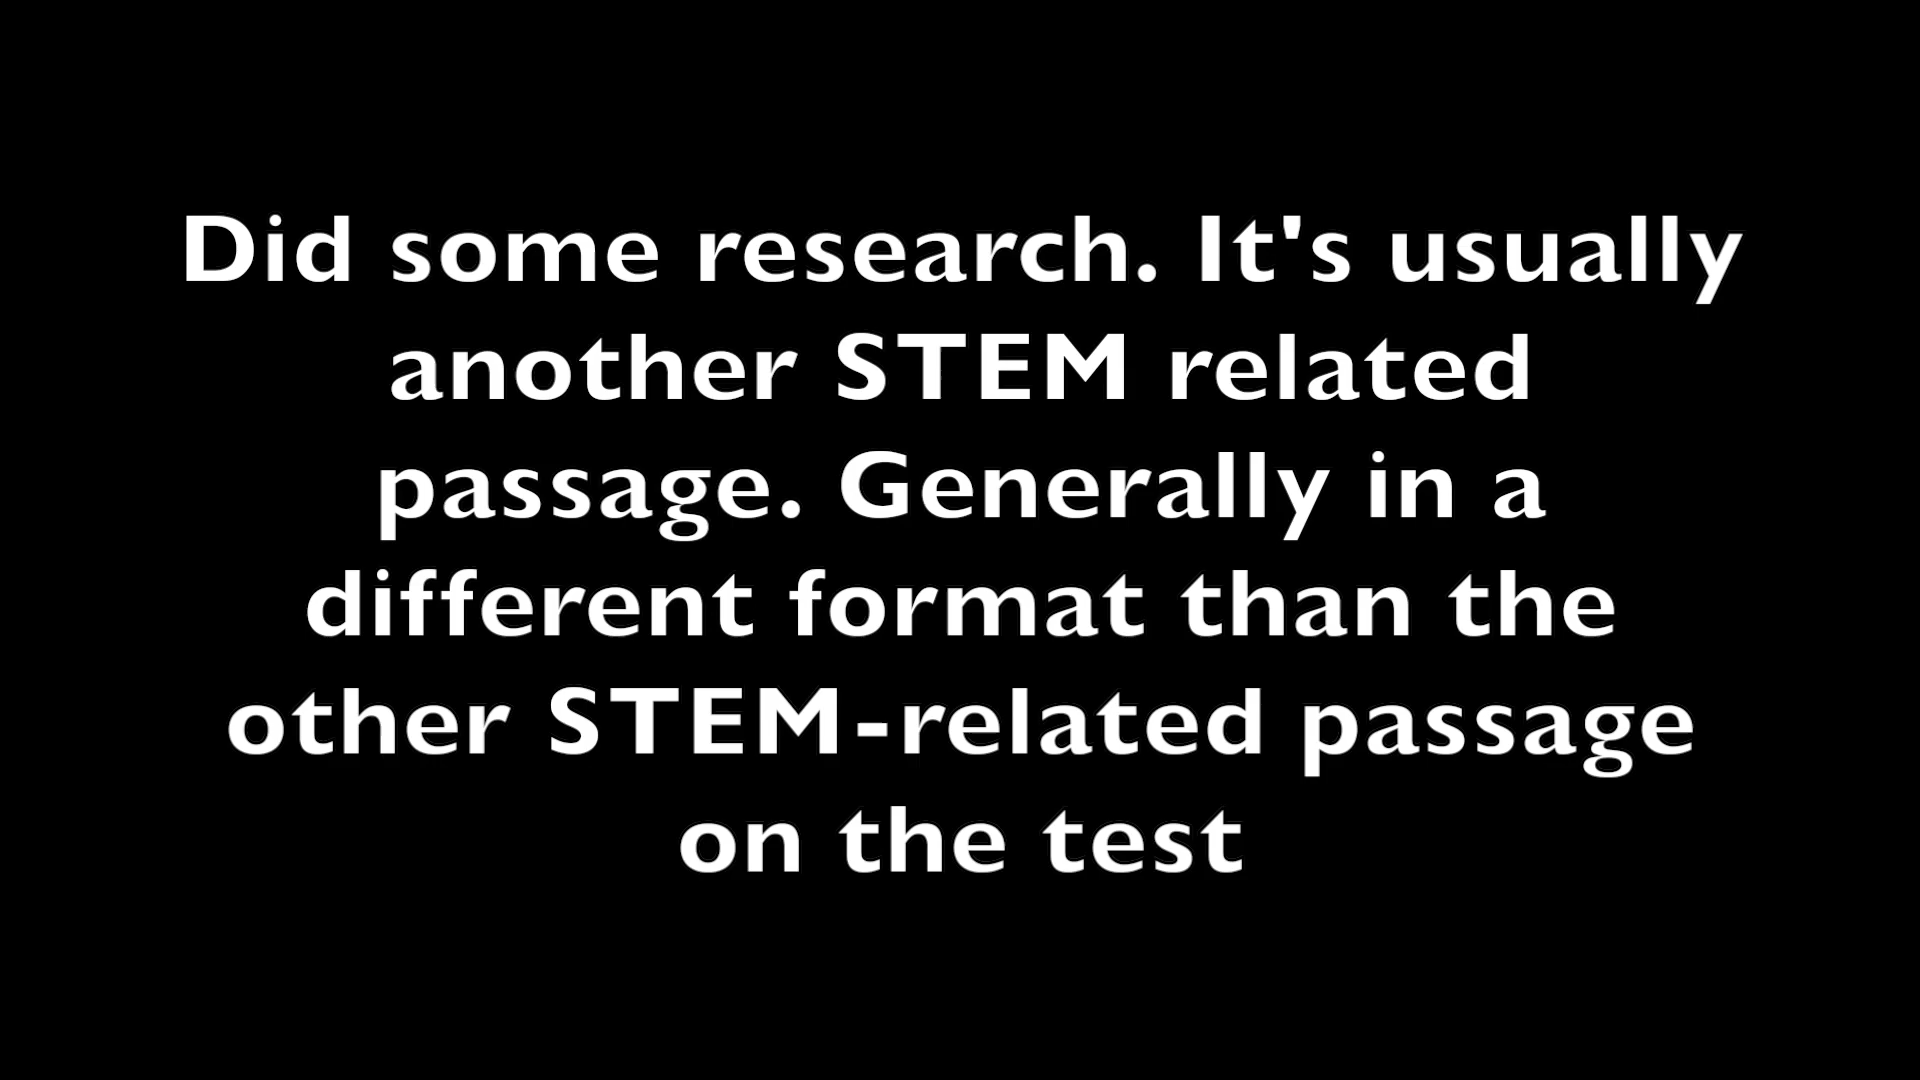 Did some research. It's usually
another STEM related
passage. Generally in a
different format than the
other STEM-related passage
on the test